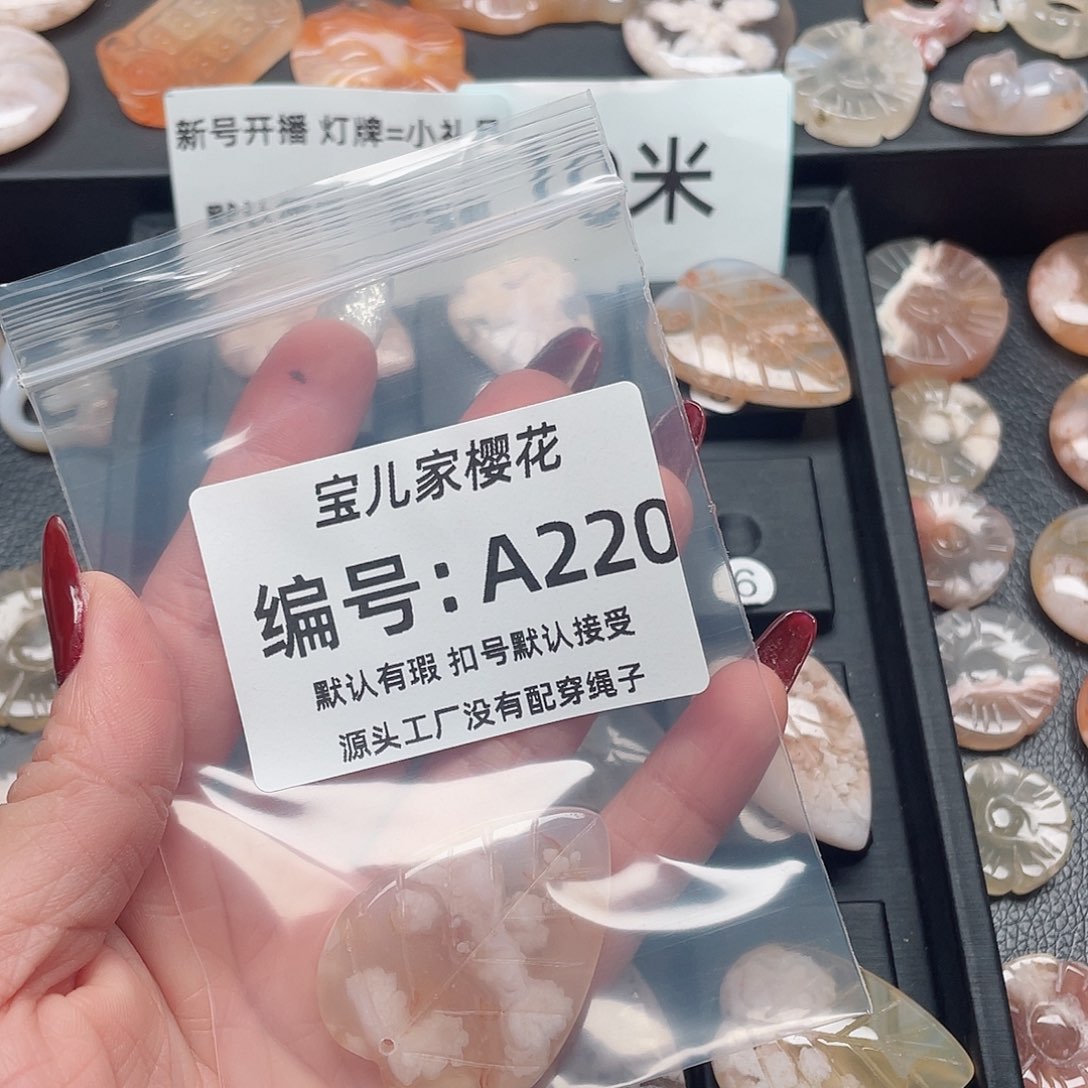 新号开播 灯牌=小礼
米
宝儿家樱花
编号:A220
默认有瑕 扣号默认接受
源头工厂没有配穿绳子
6